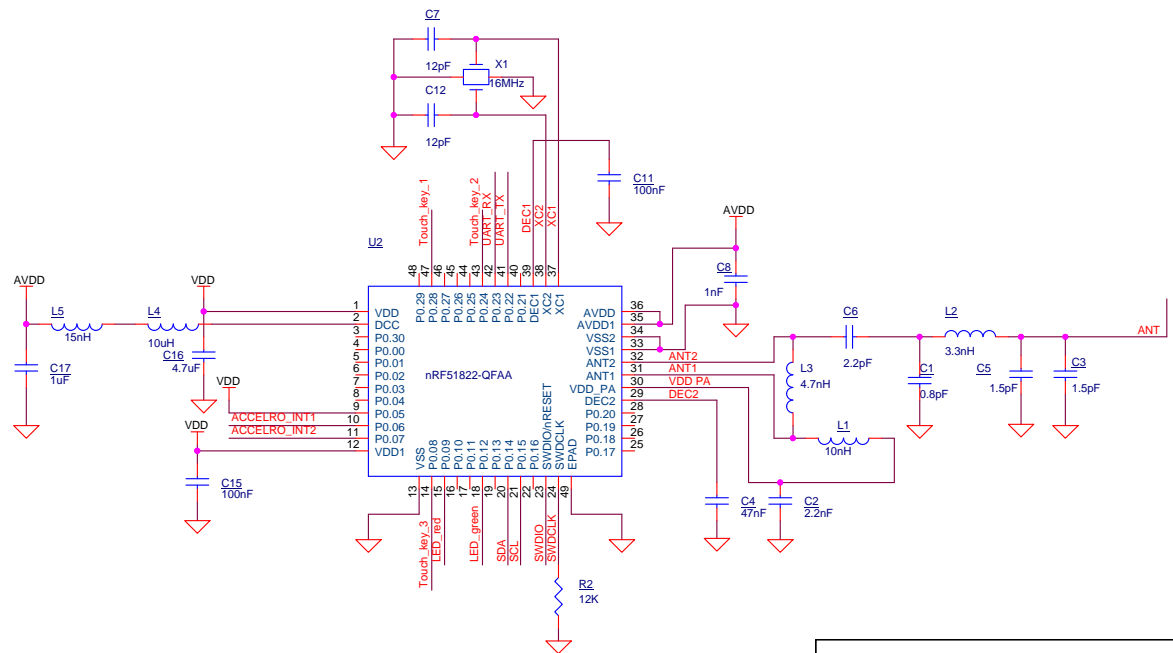 C7
12pF
X1
16MHz
C12
12pF
C11
100nF
Touch_key_1
Touch_key_2
UART_RX
UART_TX
DEC1
XC2
XC1
U2
48
47
46
45
44
43
42
41
40
39
38
37
P0.29
P0.28
P0.27
P0.26
P0.25
P0.24
P0.23
P0.22
P0.21
DEC1
XC2
XC1
AVDD
L5
15nH
L4
10uH
VDD
C16
4.7uF
C17
1uF
VDD
ACCELRO_INT1
ACCELRO_INT2
VDD
C15
100nF
1 VDD
2 DCC
3 P0.30
4 P0.00
5 P0.01
6 P0.02
7 P0.03
8 P0.04
9 P0.05
10 P0.06
11 P0.07
12 VDD1
nRF51822-QFAA
AVDD 36
AVDD1 35
VSS2 34
VSS1 33
ANT2 32
ANT1 31
VDD_PA 30
DEC2 29
P0.20 28
P0.19 27
P0.18 26
P0.17 25
AVDD
C8
1nF
ANT2
ANT1
VDD PA
DEC2
L3
4.7nH
C6
2.2pF
L2
3.3nH
C1
0.8pF
C5
1.5pF
C3
1.5pF
ANT
L1
10nH
C4
47nF
C2
2.2nF
VSS
P0.08
P0.09
P0.10
P0.11
P0.12
P0.13
P0.14
P0.15
P0.16
SWDIO/nRESET
SWDCLK
EPAD
13
14
15
16
17
18
19
20
21
22
23
24
49
Touch_key_3
LED_red
LED_green
SDA
SCL
SWDIO
SWDCLK
R2
12K